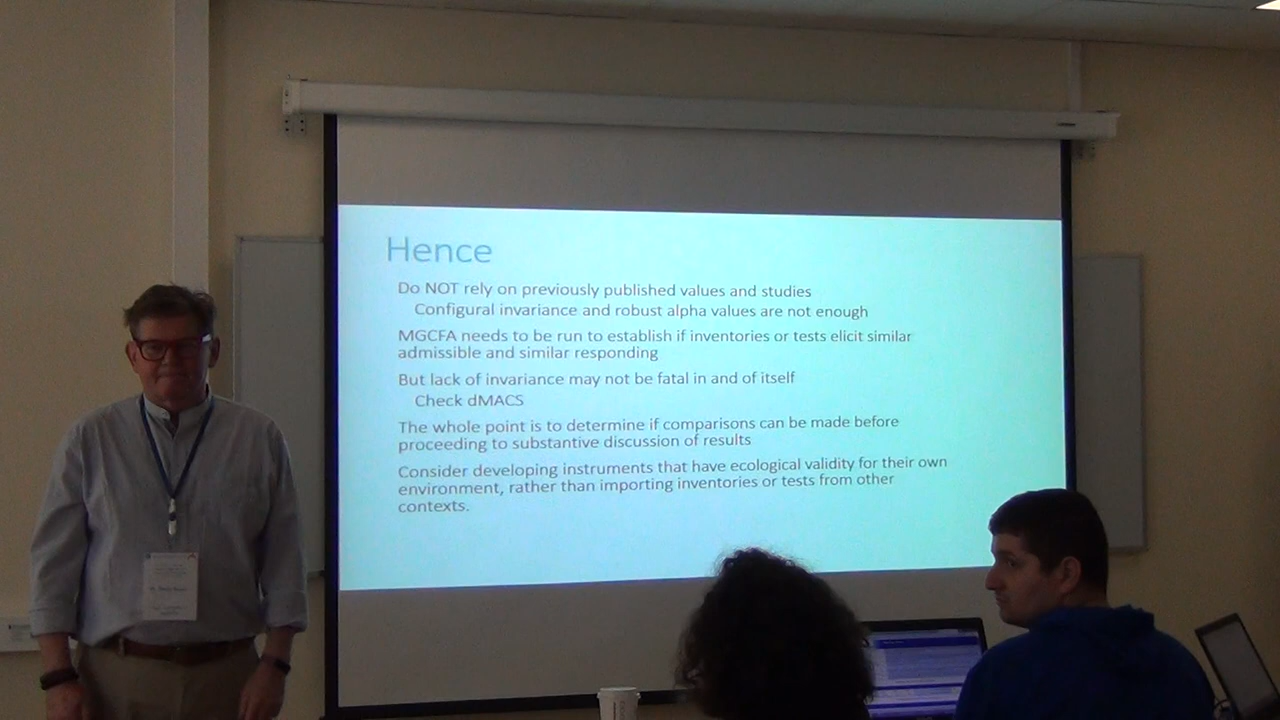 Hence
Do NOT rely on previously published values and studies
Configural invariance and robust alpha values are not enough
MGCFA needs to be run to establish if inventories or tests elicit similar
admissible and similar responding
But lack of invariance may not be fatal in and of itself
Check dMACS
The whole point is to determine if comparisons can be made before
proceeding to substantive discussion of results
Consider developing instruments that have ecological validity for their own
environment, rather than importing inventories or tests from other
contexts.